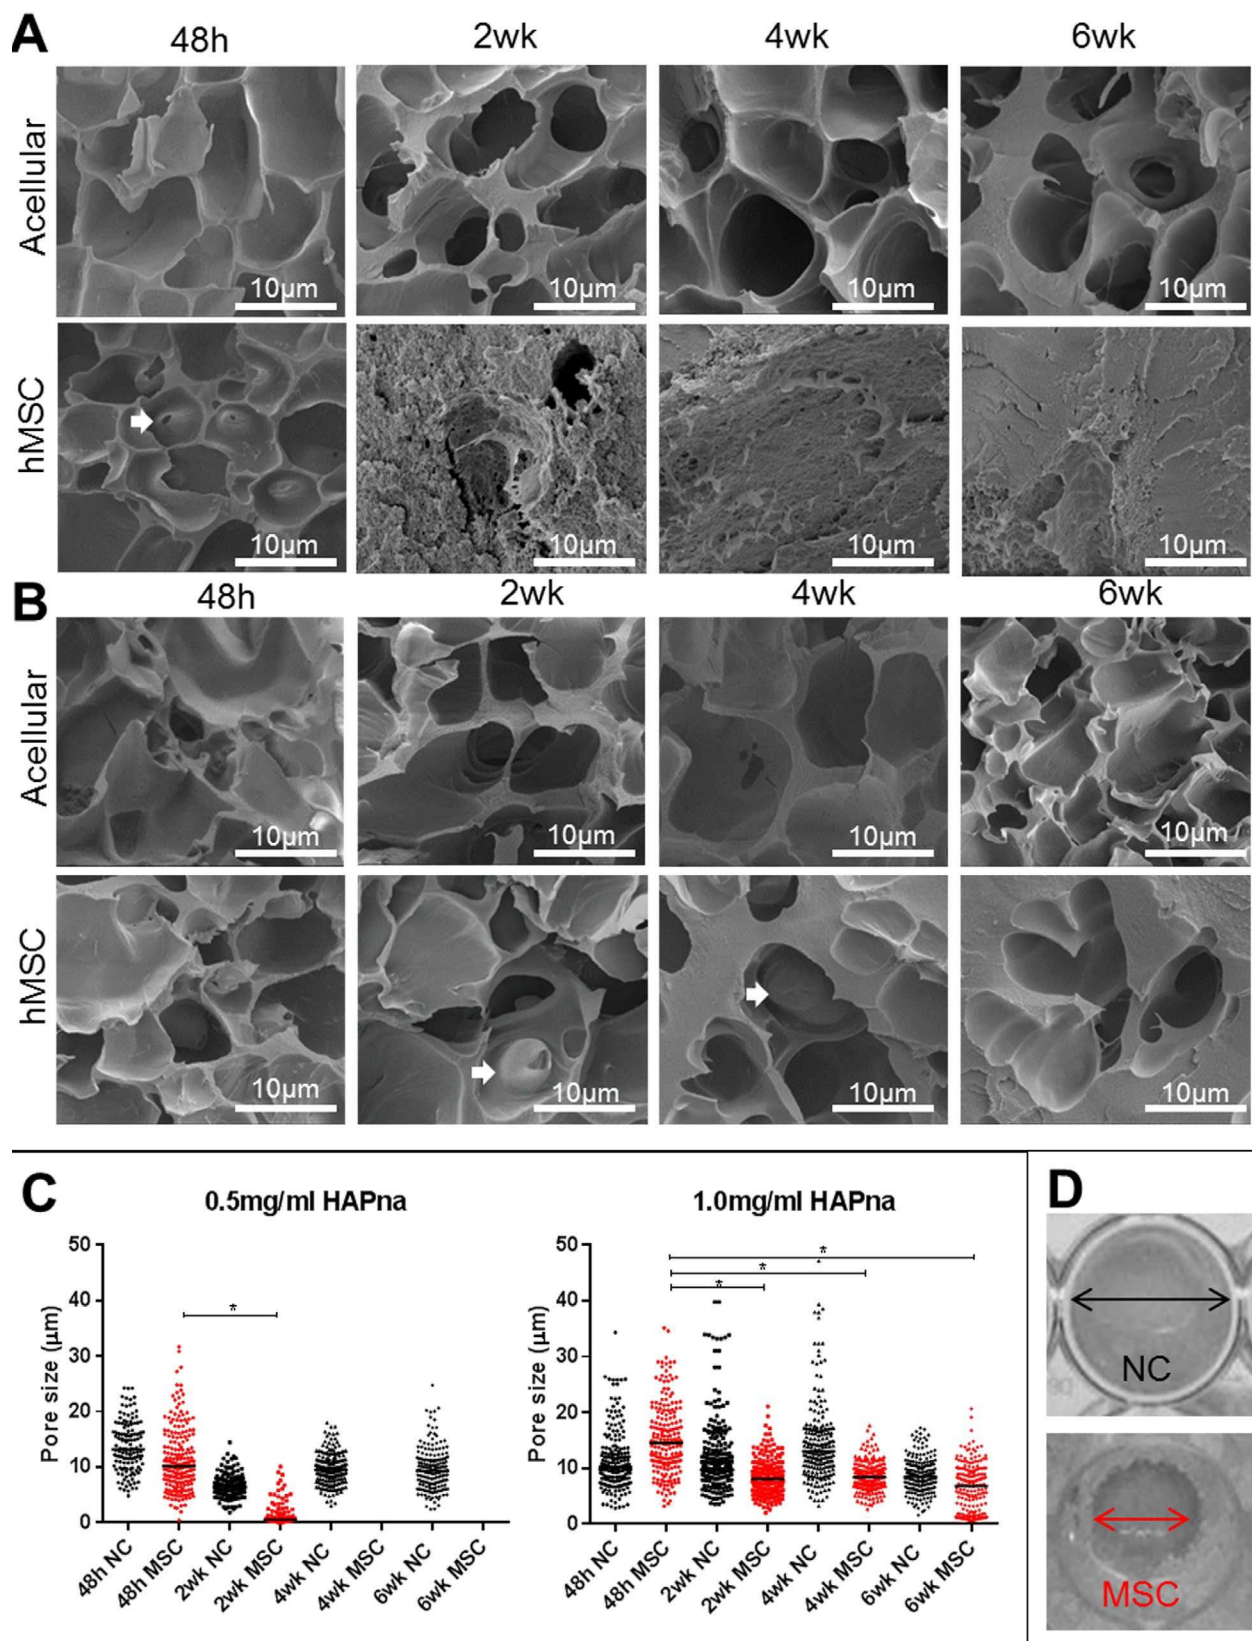 A
48h 2wk 4wk 6wk
Acellular
10µm 10µm 10µm 10µm
hMSC
10µm 10µm 10µm 10µm
B
48h 2wk 4wk 6wk
Acellular
10µm 10µm 10µm 10µm
hMSC
10µm 10µm 10µm 10µm
C
0.5mg/ml HAPna
Pore size (µm)
50
40
30
20
10
0
*
48h NC
48h MSC
2wk NC
2wk MSC
4wk NC
4wk MSC
6wk NC
6wk MSC
1.0mg/ml HAPna
Pore size (µm)
50
40
30
20
10
0
*
*
*
48h NC
48h MSC
2wk NC
2wk MSC
4wk NC
4wk MSC
6wk NC
6wk MSC
D
NC
MSC